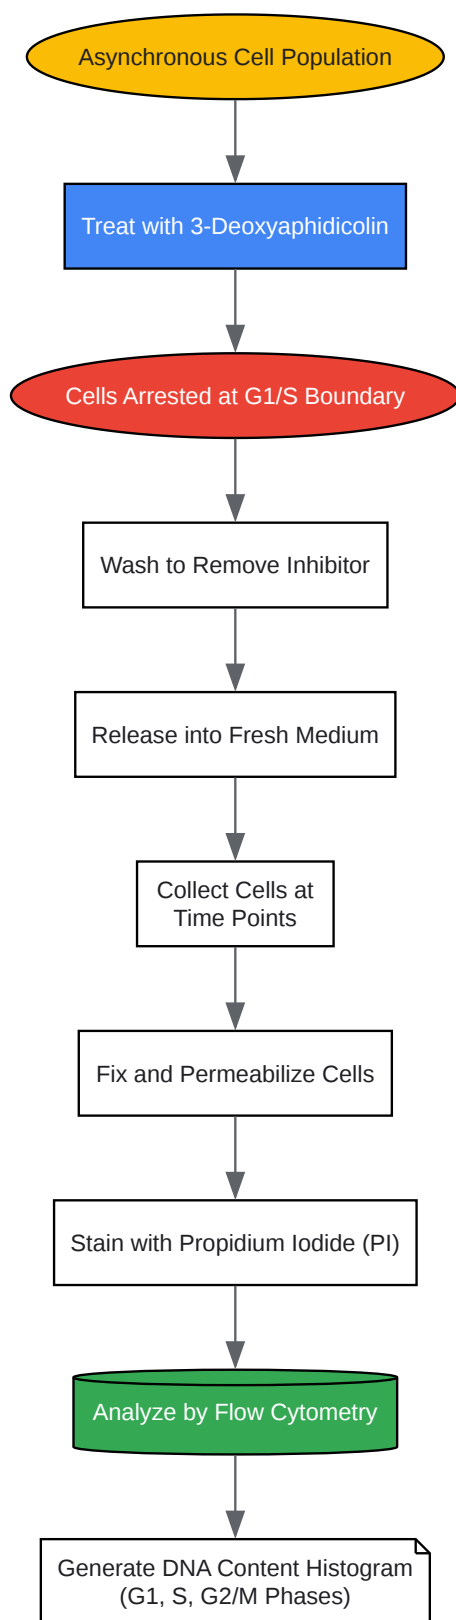 Asynchronous Cell Population
Treat with 3-Deoxyaphidicolin
Cells Arrested at G1/S Boundary
Wash to Remove Inhibitor
Release into Fresh Medium
Collect Cells at
Time Points
Fix and Permeabilize Cells
Stain with Propidium Iodide (PI)
Analyze by Flow Cytometry
Generate DNA Content Histogram
(G1, S, G2/M Phases)